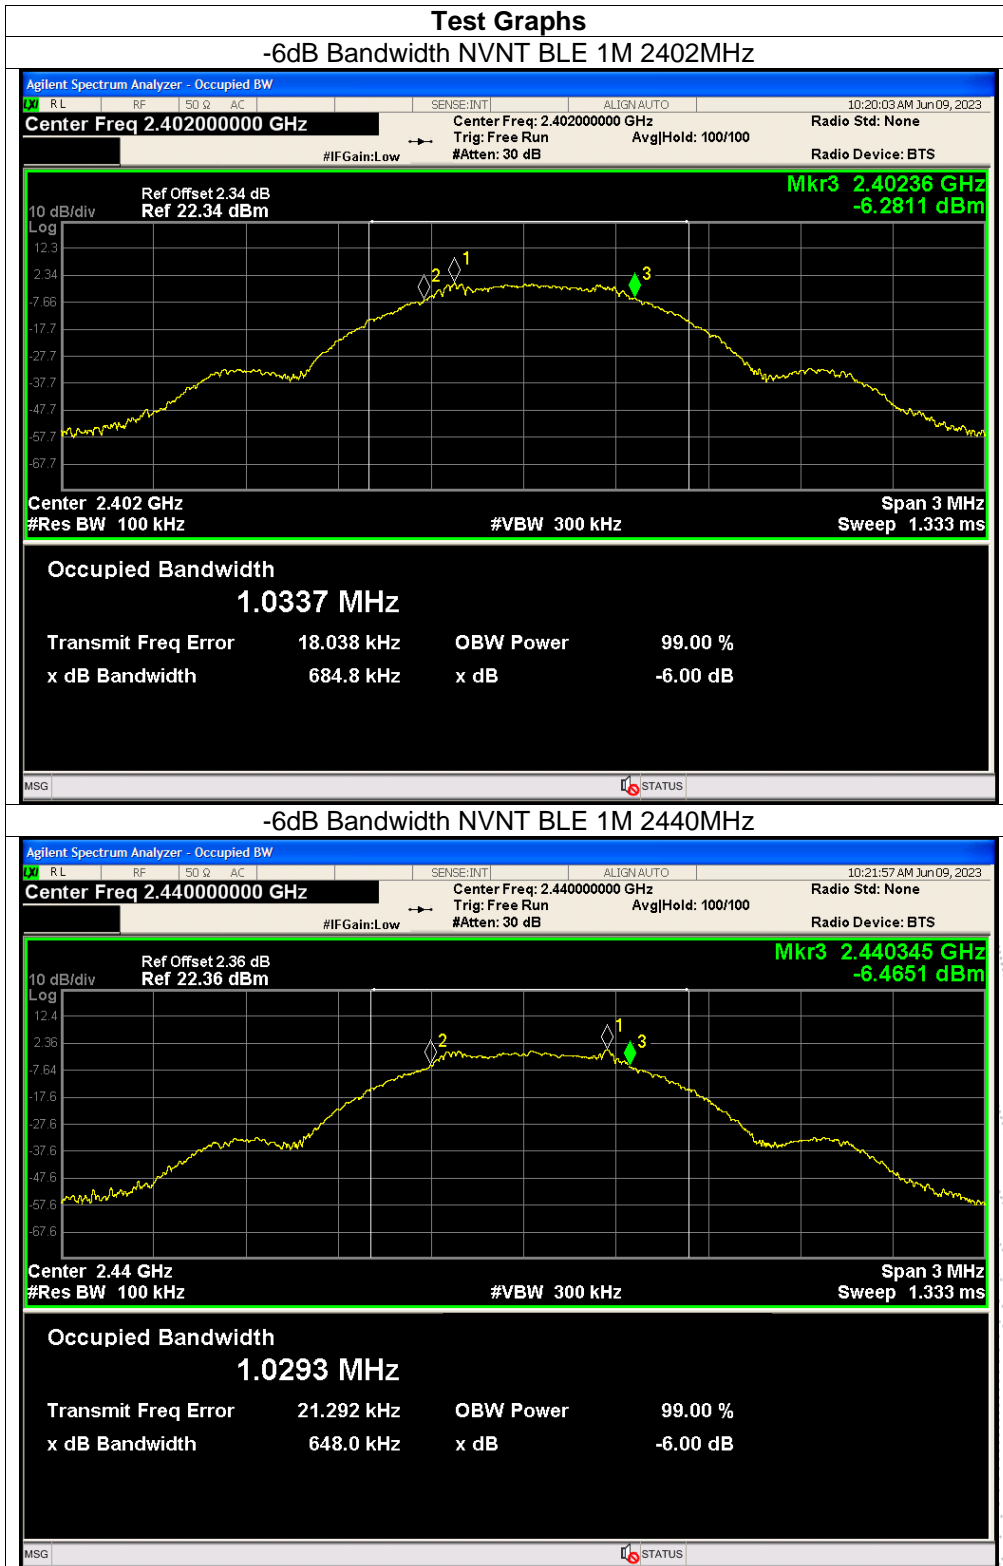 Test Graphs
-6dB Bandwidth NVNT BLE 1M 2402MHz
Agilent Spectrum Analyzer - Occupied BW
LXI RL RF 50 Ω AC SENSE:INT ALIGN AUTO 10:20:03 AM Jun 09, 2023
Center Freq 2.402000000 GHz Center Freq: 2.402000000 GHz Radio Std: None
Trig: Free Run Avg|Hold: 100/100
#IFGain:Low #Atten: 30 dB Radio Device: BTS
Mkr3 2.40236 GHz
-6.2811 dBm
Ref Offset 2.34 dB
10 dB/div Ref 22.34 dBm
Log
12.3
2.34
-7.66
-17.7
-27.7
-37.7
-47.7
-57.7
-67.7
2 1 3
Center 2.402 GHz Span 3 MHz
#Res BW 100 kHz #VBW 300 kHz Sweep 1.333 ms
Occupied Bandwidth
1.0337 MHz
Transmit Freq Error 18.038 kHz OBW Power 99.00 %
x dB Bandwidth 684.8 kHz x dB -6.00 dB
MSG STATUS
-6dB Bandwidth NVNT BLE 1M 2440MHz
Agilent Spectrum Analyzer - Occupied BW
LXI RL RF 50 Ω AC SENSE:INT ALIGN AUTO 10:21:57 AM Jun 09, 2023
Center Freq 2.440000000 GHz Center Freq: 2.440000000 GHz Radio Std: None
Trig: Free Run Avg|Hold: 100/100
#IFGain:Low #Atten: 30 dB Radio Device: BTS
Mkr3 2.440345 GHz
-6.4651 dBm
Ref Offset 2.36 dB
10 dB/div Ref 22.36 dBm
Log
12.4
2.36
-7.64
-17.6
-27.6
-37.6
-47.6
-57.6
-67.6
2 1 3
Center 2.44 GHz Span 3 MHz
#Res BW 100 kHz #VBW 300 kHz Sweep 1.333 ms
Occupied Bandwidth
1.0293 MHz
Transmit Freq Error 21.292 kHz OBW Power 99.00 %
x dB Bandwidth 648.0 kHz x dB -6.00 dB
MSG STATUS